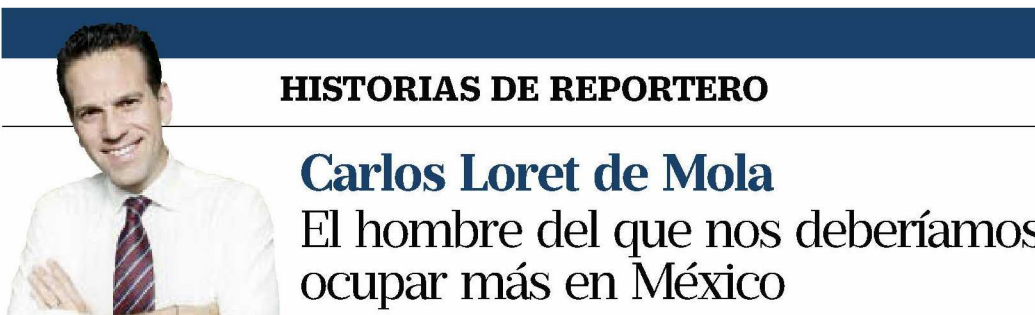 HISTORIAS DE REPORTERO
Carlos Loret de Mola
El hombre del que nos deberíamos
ocupar más en México